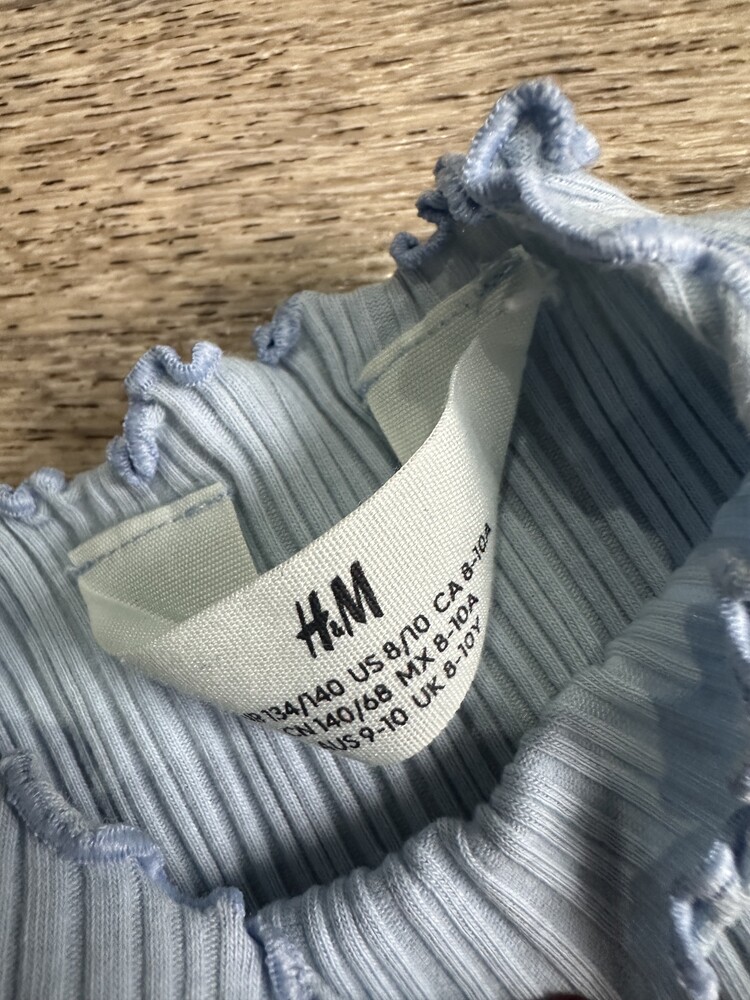 H&M
134/140 US 8/10 CA 8-10A
CN 140/68 MX 8-10A
AUS 9-10 UK 8-10Y